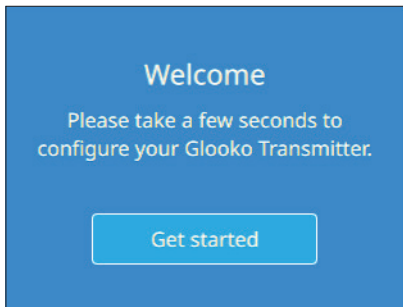 Welcome
Please take a few seconds to
configure your Glooko Transmitter.
Get started